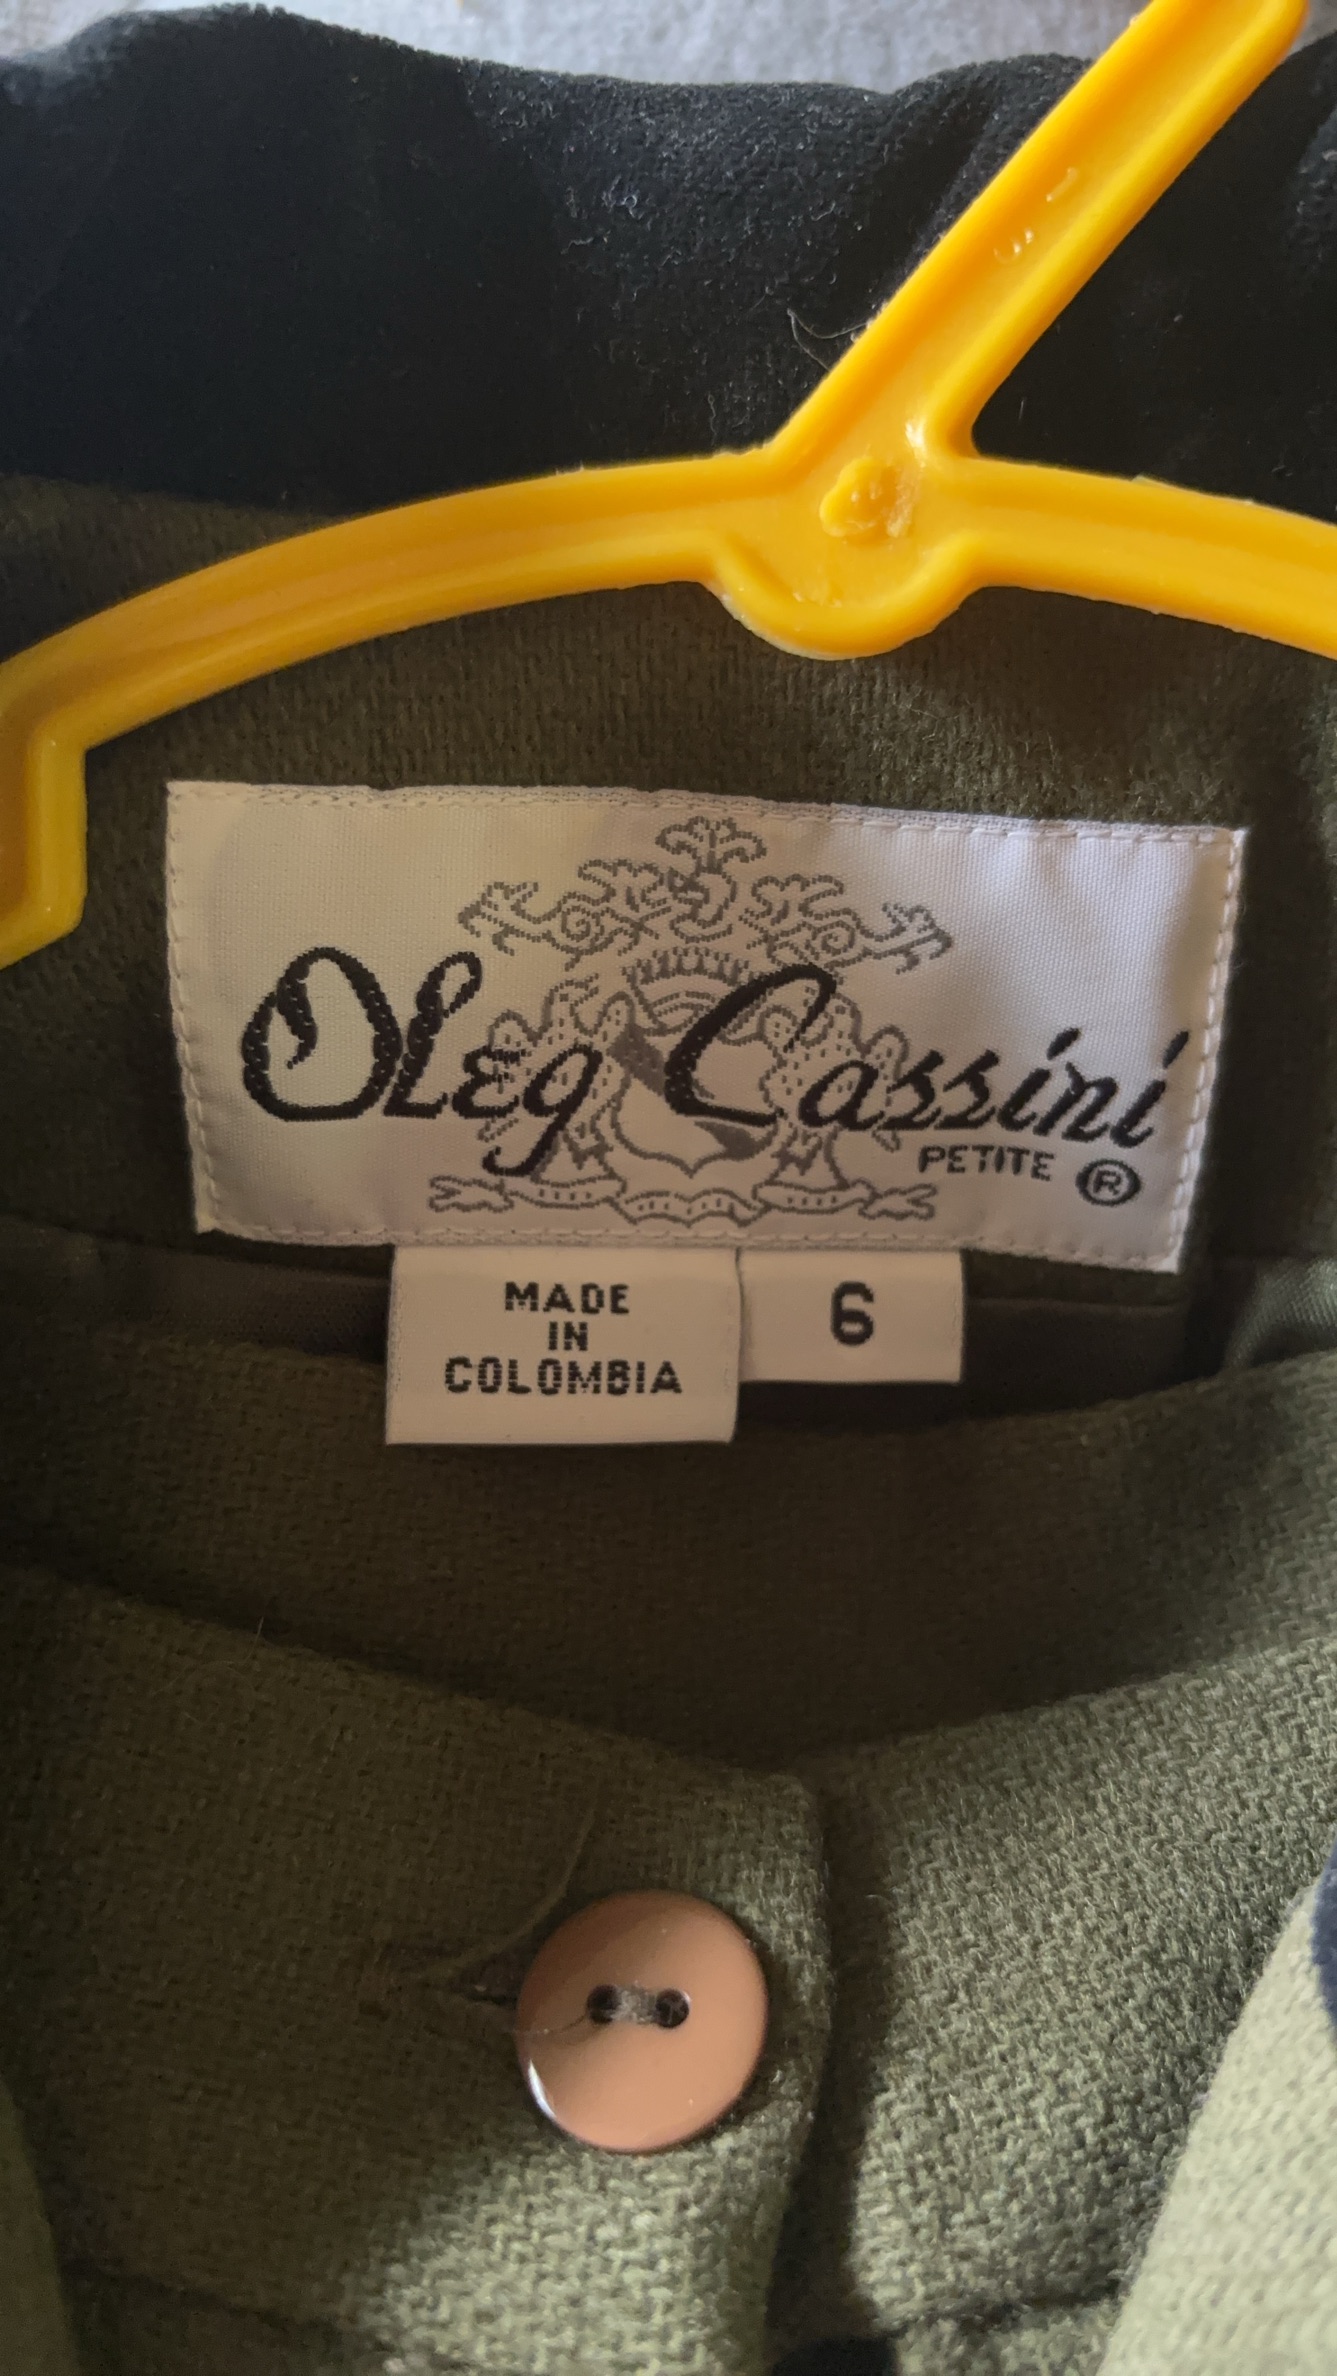 Oleg Cassini
PETITE ®
MADE
IN
COLOMBIA
6